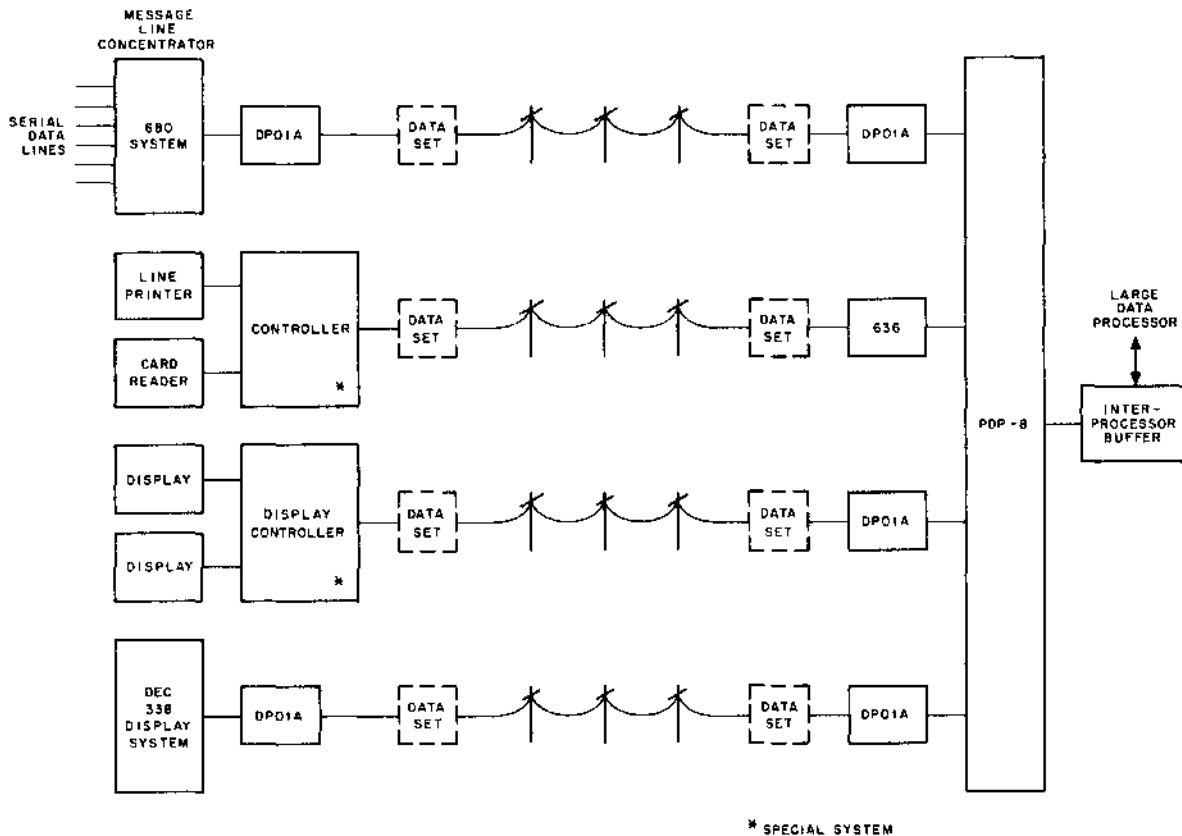 MESSAGE
LINE
CONCENTRATOR
SERIAL
DATA
LINES
680
SYSTEM
DP01A
DATA
SET
DATA
SET
DP01A
LINE
PRINTER
CARD
READER
CONTROLLER
*
DATA
SET
DATA
SET
636
DISPLAY
DISPLAY
DISPLAY
CONTROLLER
*
DATA
SET
DATA
SET
DP01A
DEC
338
DISPLAY
SYSTEM
DP01A
DATA
SET
DATA
SET
DP01A
PDP-8
LARGE
DATA
PROCESSOR
INTER-
PROCESSOR
BUFFER
* SPECIAL SYSTEM